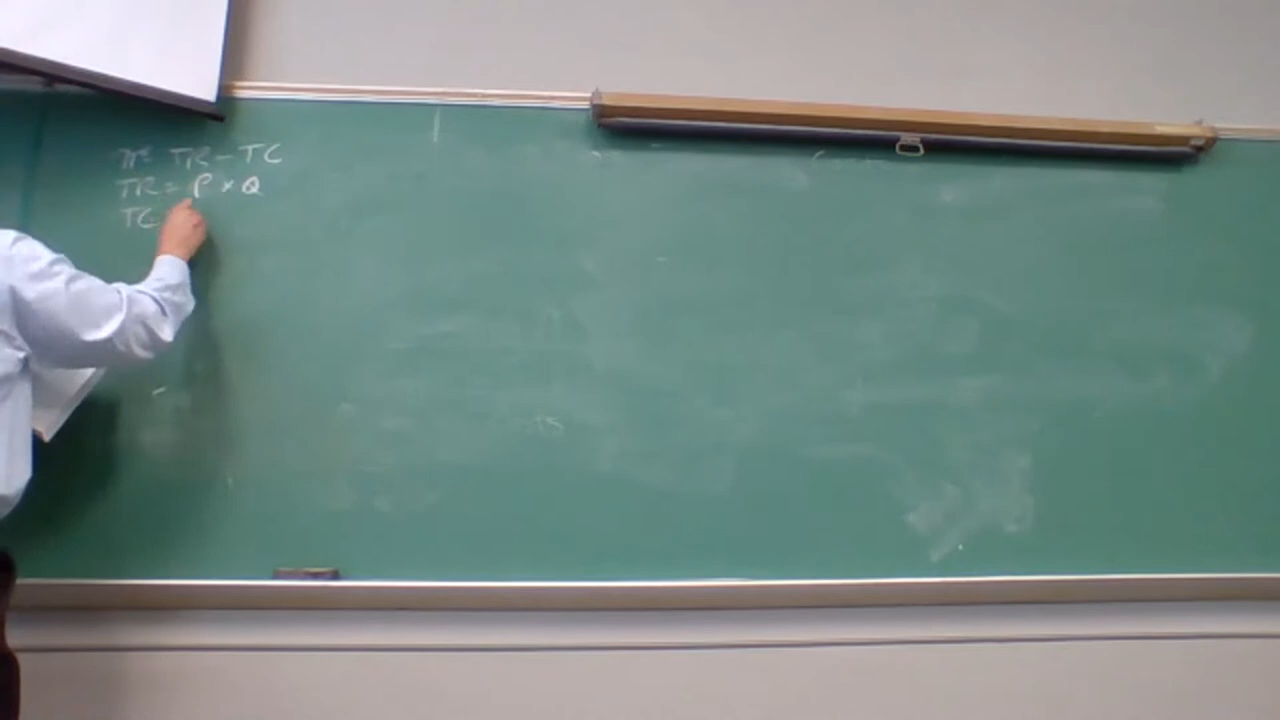 π = TR - TC
TR = P × Q
TC